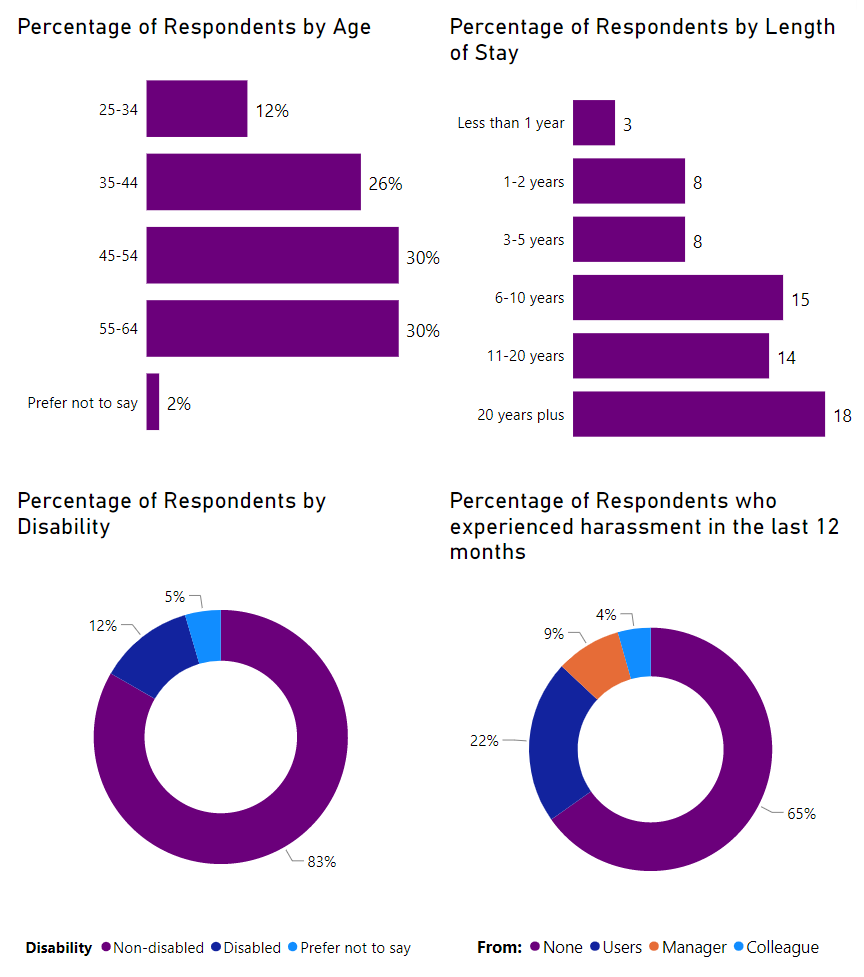 Percentage of Respondents by Age
25-34
12%
35-44
26%
45-54
30%
55-64
30%
Prefer not to say
2%
Percentage of Respondents by Length
of Stay
Less than 1 year
3
1-2 years
8
3-5 years
8
6-10 years
15
11-20 years
14
20 years plus
18
Percentage of Respondents by
Disability
5%
12%
83%
Disability Non-disabled Disabled Prefer not to say
Percentage of Respondents who
experienced harassment in the last 12
months
4%
9%
22%
65%
From: None Users Manager Colleague